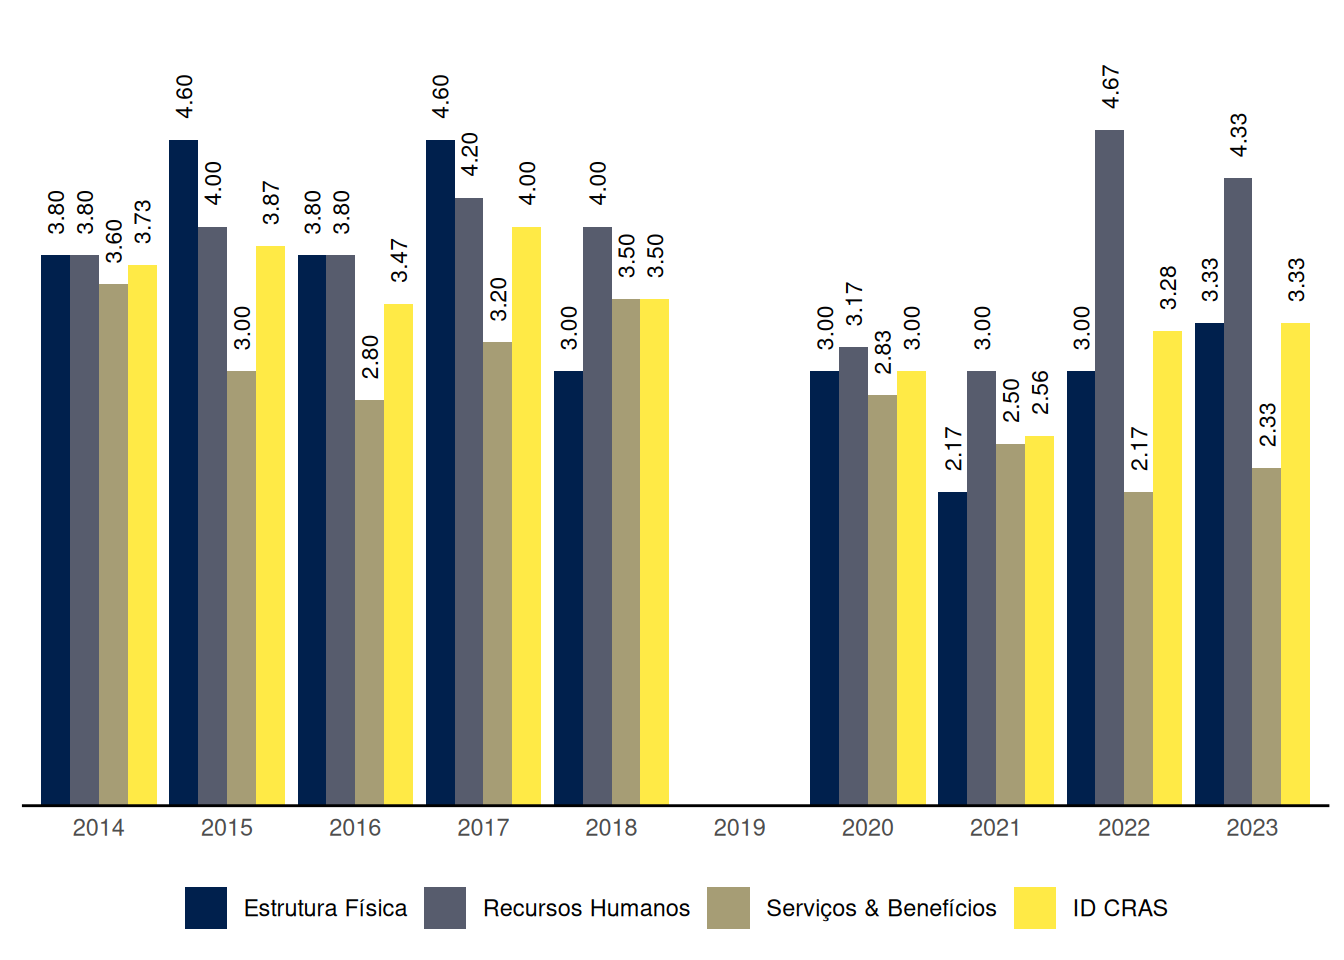 3.80 3.80 3.60 3.73
4.60 4.00 3.00 3.87
3.80 3.80 2.80 3.47
4.60 4.20 3.20 4.00
3.00 4.00 3.50 3.50
3.00 3.17 2.83 3.00
2.17 3.00 2.50 2.56
3.00 4.67 2.17 3.28
3.33 4.33 2.33 3.33
2014 2015 2016 2017 2018 2019 2020 2021 2022 2023
Estrutura Física Recursos Humanos Serviços & Benefícios ID CRAS